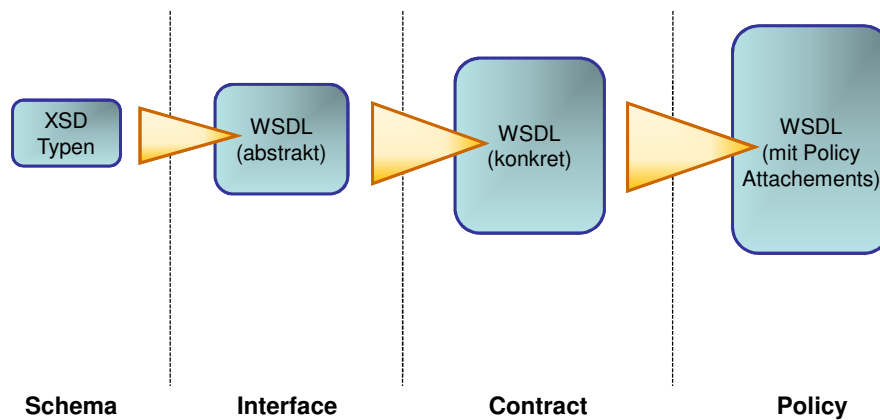 XSD
Typen
WSDL
(abstrakt)
WSDL
(konkret)
WSDL
(mit Policy
Attachements)
Schema
Interface
Contract
Policy